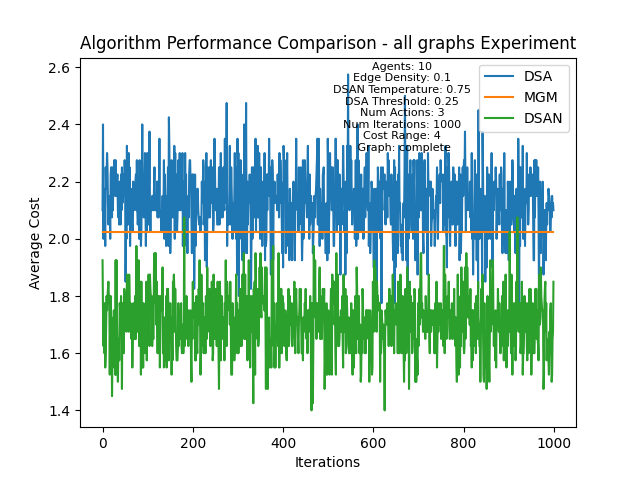 Algorithm Performance Comparison - all graphs Experiment
Agents: 10
Edge Density: 0.1
DSAN Temperature: 0.75
DSA Threshold: 0.25
Num Actions: 3
Num Iterations: 1000
Cost Range: 4
Graph: complete
DSA
MGM
DSAN
Average Cost
2.6
2.4
2.2
2.0
1.8
1.6
1.4
0
200
400
600
800
1000
Iterations